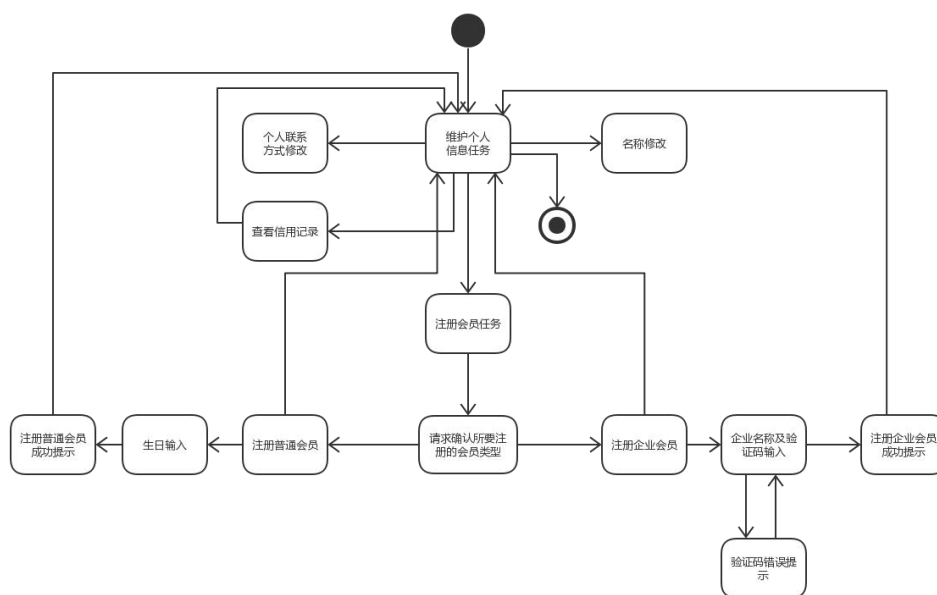 个人联系
方式修改
维护个人
信息任务
名称修改
查看信用记录
注册会员任务
注册普通会员
成功提示
生日输入
注册普通会员
请求确认所要注
册的会员类型
注册企业会员
企业名称及验
证码输入
注册企业会员
成功提示
验证码错误提
示